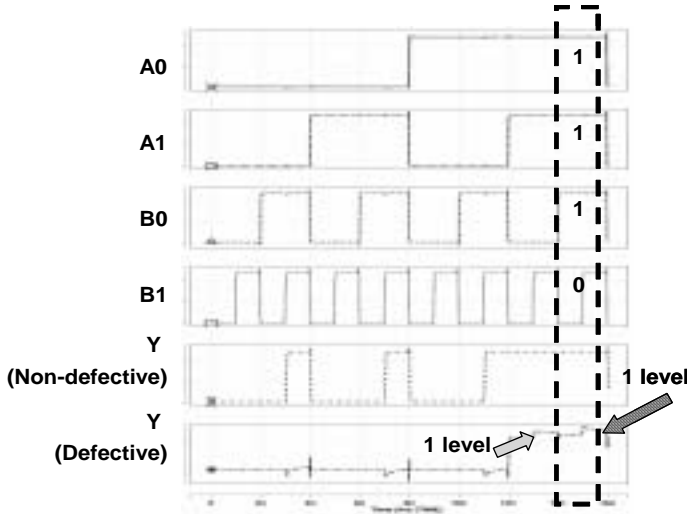 A0
1
A1
1
B0
1
B1
0
Y
(Non-defective)
1 level
Y
(Defective)
1 level